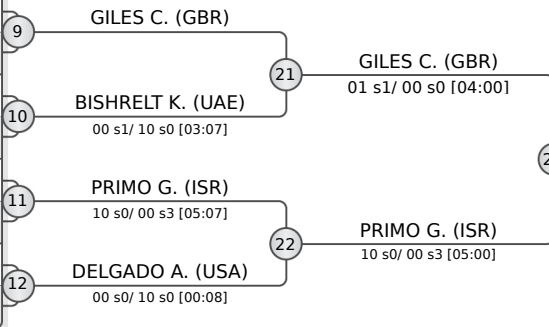 GILES C. (GBR)
9
GILES C. (GBR)
21
01 s1/ 00 s0 [04:00]
BISHRELT K. (UAE)
10
00 s1/ 10 s0 [03:07]
PRIMO G. (ISR)
11
10 s0/ 00 s3 [05:07]
PRIMO G. (ISR)
22
10 s0/ 00 s3 [05:00]
DELGADO A. (USA)
12
00 s0/ 10 s0 [00:08]